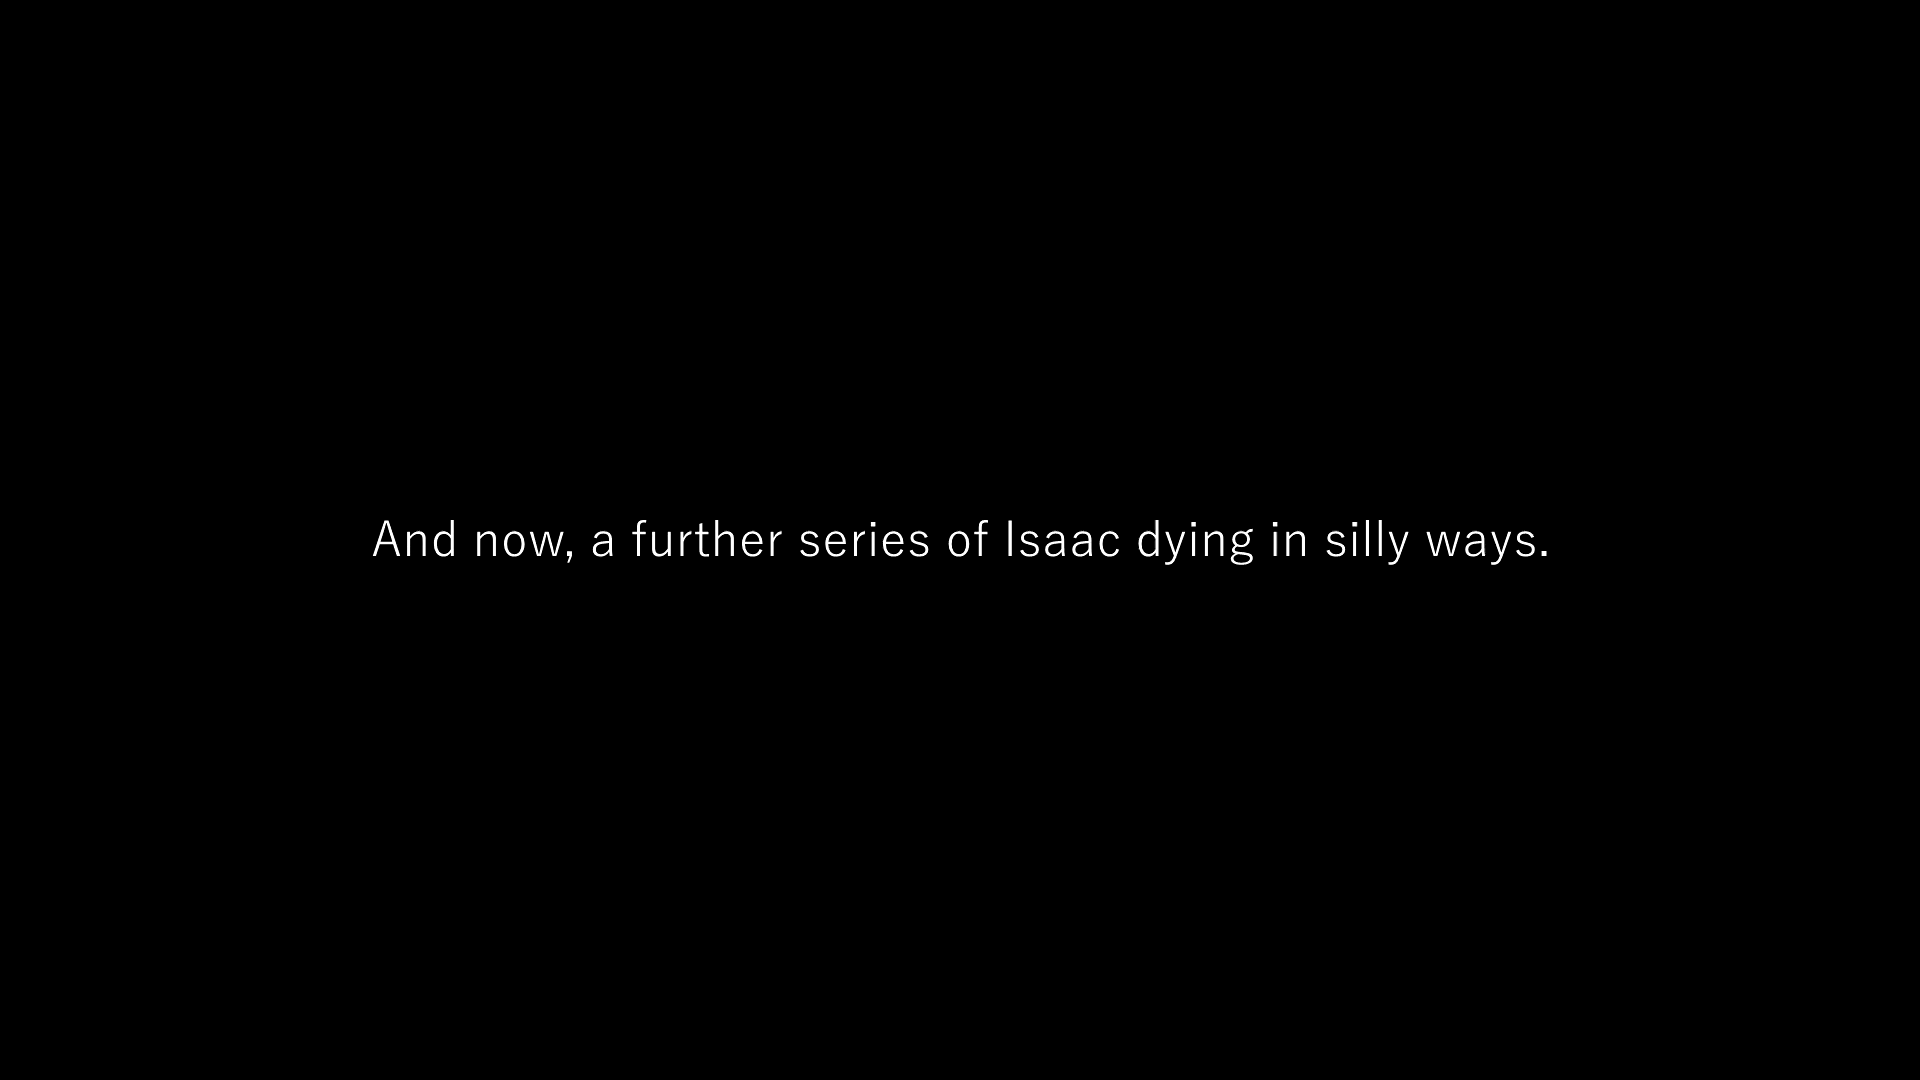 And now, a further series of Isaac dying in silly ways.